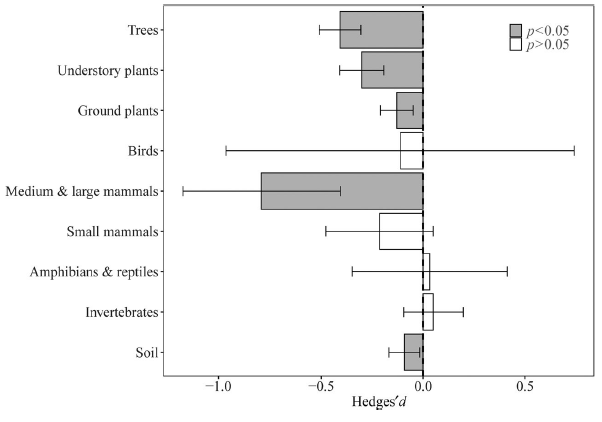 Trees
Understory plants
Ground plants
Birds
Medium & large mammals
Small mammals
Amphibians & reptiles
Invertebrates
Soil
p<0.05
p>0.05
−1.0 −0.5 0.0 0.5
Hedges'd